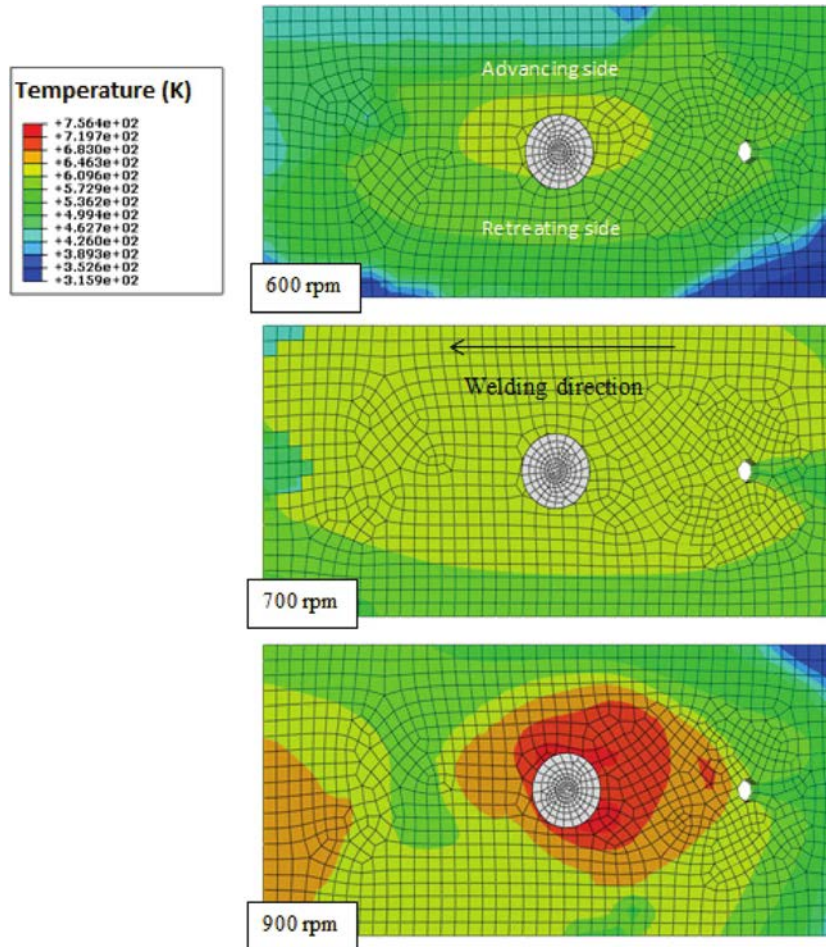 Temperature (K)
+7.564e+02
+7.197e+02
+6.830e+02
+6.463e+02
+6.096e+02
+5.729e+02
+5.362e+02
+4.994e+02
+4.627e+02
+4.260e+02
+3.893e+02
+3.526e+02
+3.159e+02
Advancing side
Retreating side
600 rpm
Welding direction
700 rpm
900 rpm